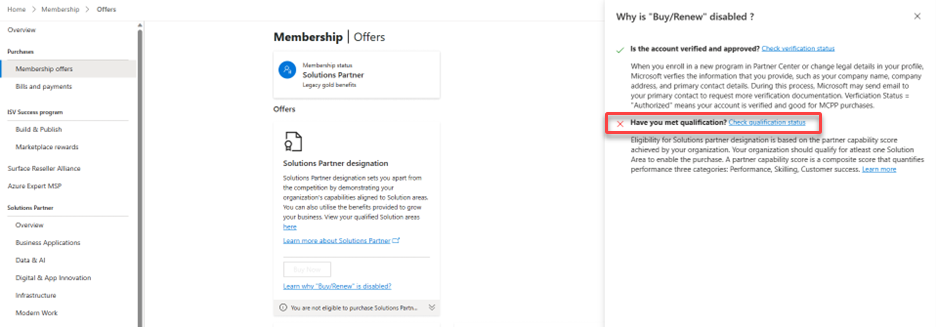 Home > Membership > Offers
Overview
Purchases
Membership offers
Bills and payments
ISV Success program
Build & Publish
Marketplace rewards
Surface Reseller Alliance
Azure Expert MSP
Solutions Partner
Overview
Business Applications
Data & AI
Digital & App Innovation
Infrastructure
Modern Work
Membership | Offers
Membership status
Solutions Partner
Legacy gold benefits
Offers
Solutions Partner designation
Solutions Partner designation sets you apart from
the competition by demonstrating your
organization's capabilities aligned to Solution areas.
You can also utilise the benefits provided to grow
your business. View your qualified Solution areas
here
Learn more about Solutions Partner
Buy Now
Learn why "Buy/Renew" is disabled?
You are not eligible to purchase Solutions Partn...
Why is "Buy/Renew" disabled ?
Is the account verified and approved? Check verification status
When you enroll in a new program in Partner Center or change legal details in your profile,
Microsoft verfies the information that you provide, such as your company name, company
address, and primary contact details. During this process, Microsoft may send email to
your primary contact to request more verification documentation. Verficiation Status =
"Authorized" means your account is verified and good for MCPP purchases.
Have you met qualification? Check qualification status
Eligibility for Solutions partner designation is based on the partner capability score
achieved by your organization. Your organization should qualify for atleast one Solution
Area to enable the purchase. A partner capability score is a composite score that quantifies
performance three categories: Performance, Skilling, Customer success. Learn more